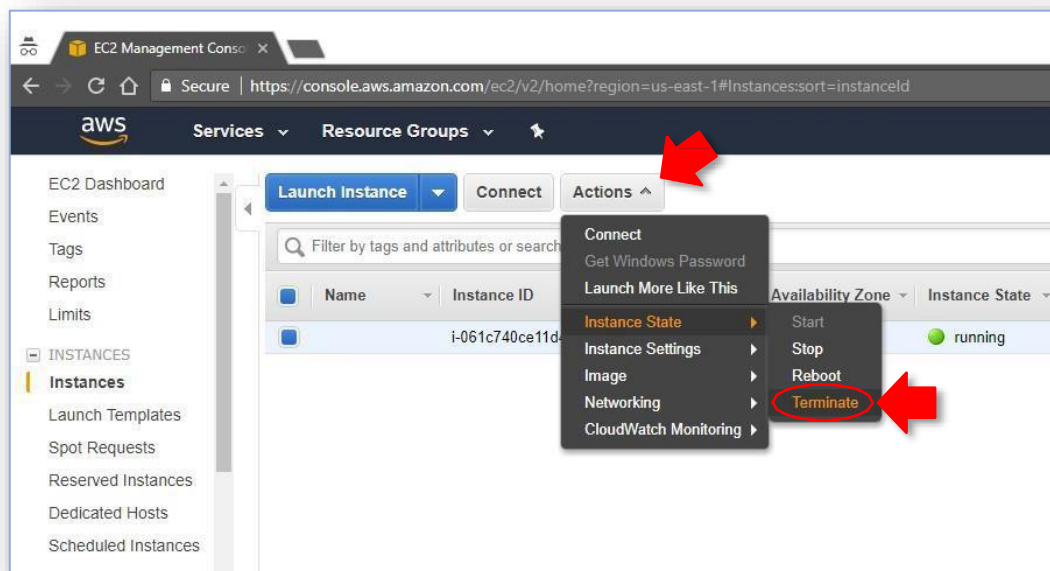 EC2 Management Conso
Secure | https://console.aws.amazon.com/ec2/v2/home?region=us-east-1#Instances:sort=instanceId
aws Services Resource Groups
EC2 Dashboard
Events
Tags
Reports
Limits
INSTANCES
Instances
Launch Templates
Spot Requests
Reserved Instances
Dedicated Hosts
Scheduled Instances
Launch Instance Connect Actions
Filter by tags and attributes or search
Name Instance ID Availability Zone Instance State
i-061c740ce11d running
Connect
Get Windows Password
Launch More Like This
Instance State
Instance Settings
Image
Networking
CloudWatch Monitoring
Start
Stop
Reboot
Terminate